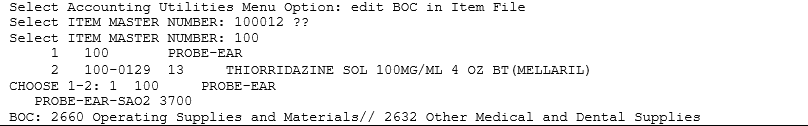 Select Accounting Utilities Menu Option: edit BOC in Item File
Select ITEM MASTER NUMBER: 100012 ??
Select ITEM MASTER NUMBER: 100
1 100 PROBE-EAR
2 100-0129 13 THIORRIDAZINE SOL 100MG/ML 4 OZ BT(MELLARIL)
CHOOSE 1-2: 1 100 PROBE-EAR
PROBE-EAR-SAO2 3700
BOC: 2660 Operating Supplies and Materials// 2632 Other Medical and Dental Supplies